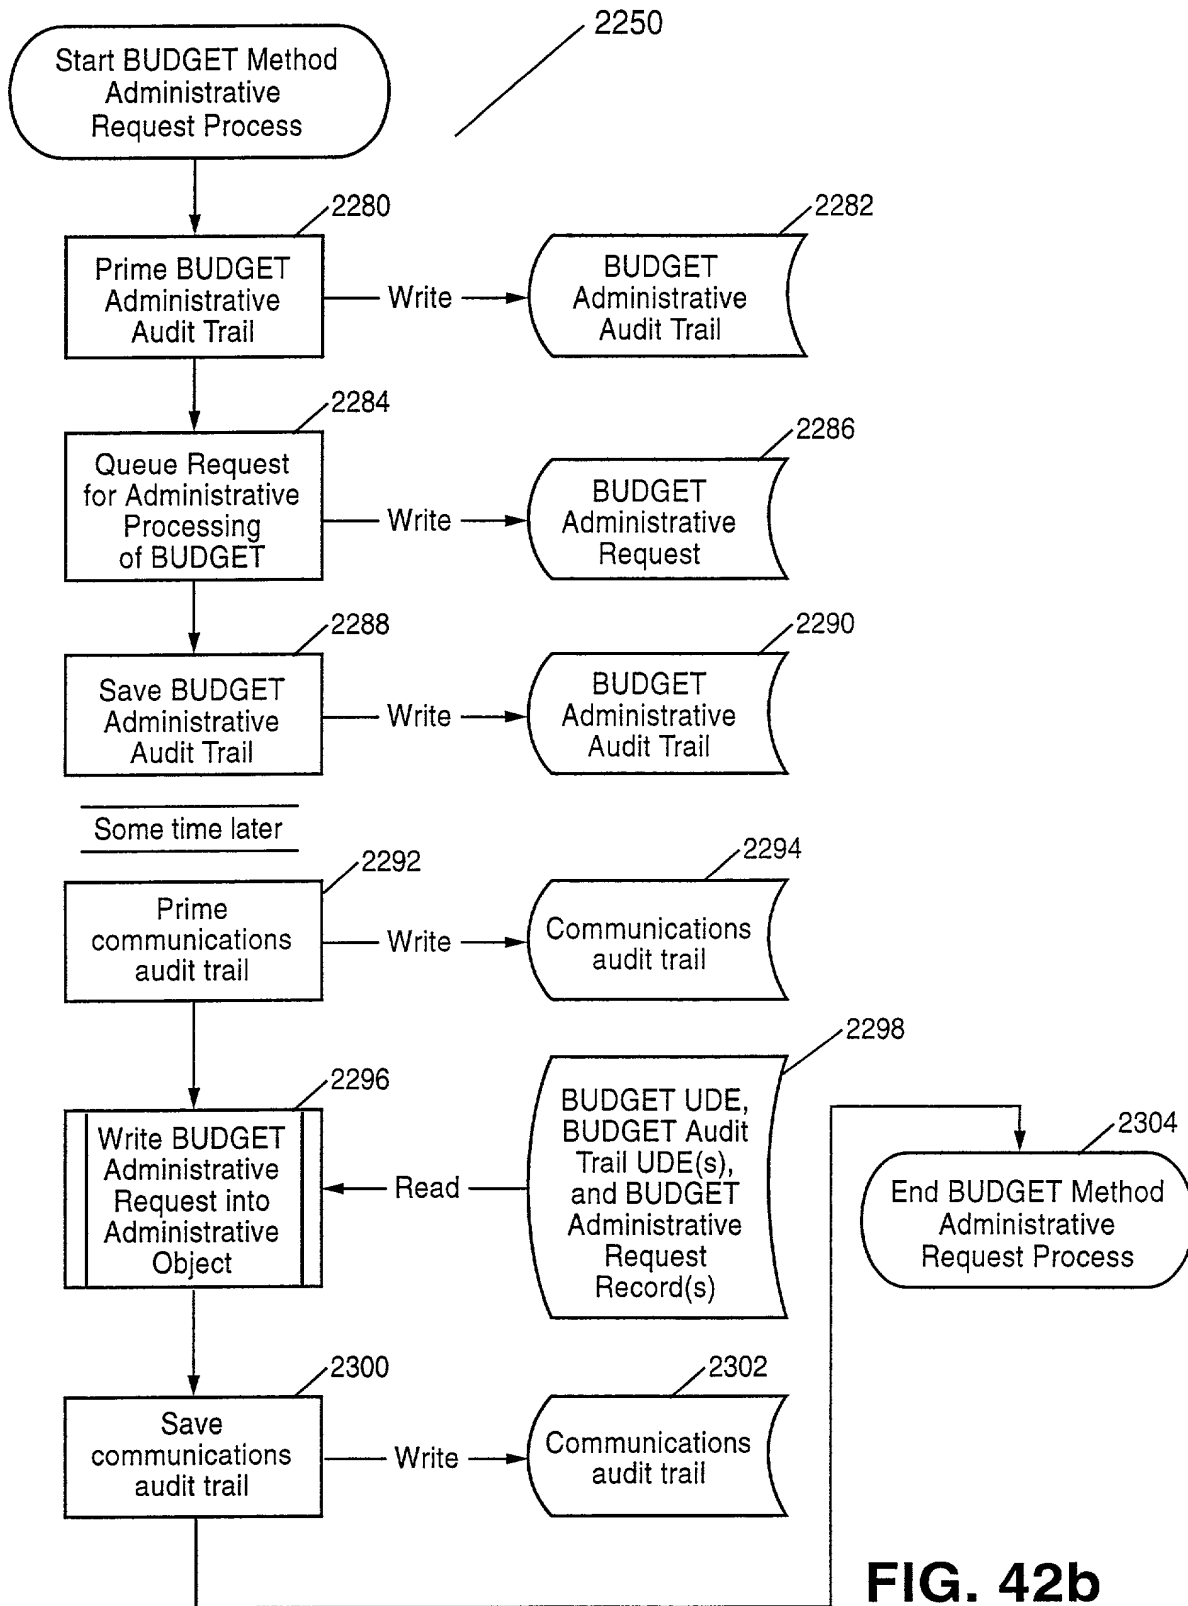 2250
Start BUDGET Method
Administrative
Request Process
2280
Prime BUDGET
Administrative
Audit Trail
Write
2282
BUDGET
Administrative
Audit Trail
2284
Queue Request
for Administrative
Processing
of BUDGET
Write
2286
BUDGET
Administrative
Request
2288
Save BUDGET
Administrative
Audit Trail
Write
2290
BUDGET
Administrative
Audit Trail
Some time later
2292
Prime
communications
audit trail
Write
2294
Communications
audit trail
2296
Write BUDGET
Administrative
Request into
Administrative
Object
Read
2298
BUDGET UDE,
BUDGET Audit
Trail UDE(s),
and BUDGET
Administrative
Request
Record(s)
2300
Save
communications
audit trail
Write
2302
Communications
audit trail
2304
End BUDGET Method
Administrative
Request Process
FIG. 42b